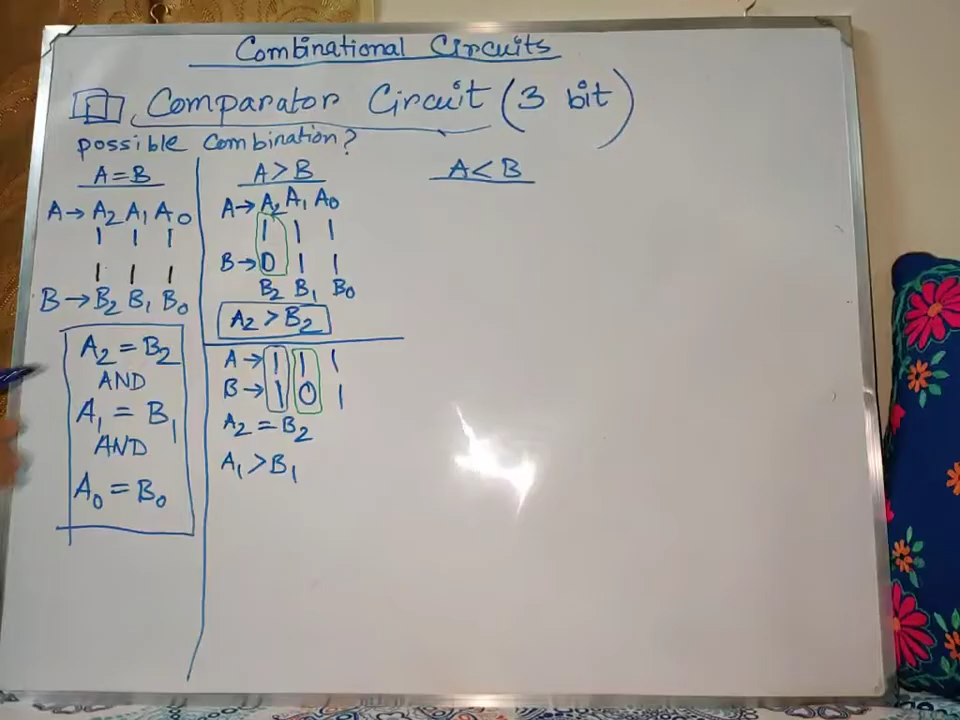 Combinational Circuits
Comparator Circuit (3 bit)
possible combination?
A=B
A→ A2 A1 A0
1 1 1
1 1 1
B→ B2 B1 B0
A2 = B2
AND
A1 = B1
AND
A0 = B0
A>B
A→ A2 A1 A0
1 1 1
B→ 0 1 1
B2 B1 B0
A2 > B2
A→ 1 1 1
B→ 1 0 1
A2 = B2
A1 > B1
A<B